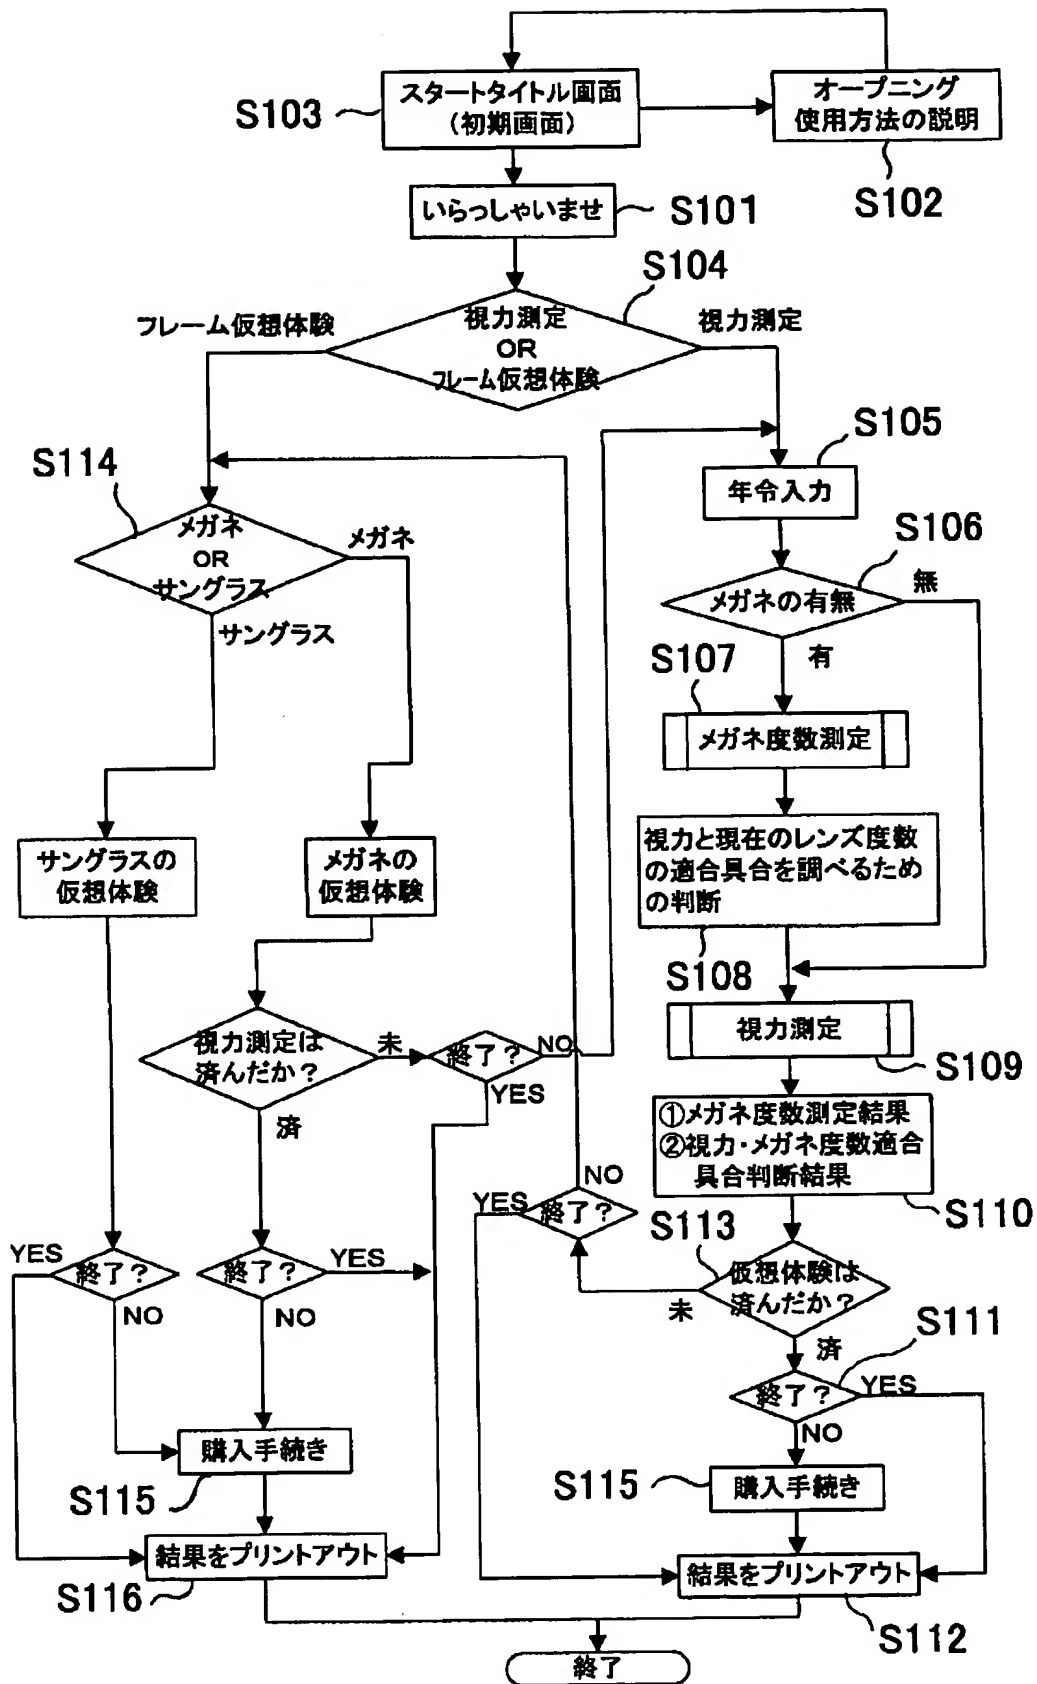 スタートタイトル画面
(初期画面)
S103
オープニング
使用方法の説明
S102
いらっしゃいませ
S101
S104
視力測定
OR
フレーム仮想体験
フレーム仮想体験
視力測定
S114
メガネ
OR
サングラス
メガネ
サングラス
S105
年令入力
S106
メガネの有無
無
有
S107
メガネ度数測定
視力と現在のレンズ度数
の適合具合を調べるため
の判断
S108
サングラスの
仮想体験
メガネの
仮想体験
視力測定は
済んだか?
未
済
終了?
NO
YES
視力測定
S109
①メガネ度数測定結果
②視力・メガネ度数適合
具合判断結果
S110
YES
終了?
NO
S113
仮想体験は
済んだか?
未
済
YES
終了?
NO
終了?
YES
NO
S111
終了?
YES
NO
購入手続き
S115
S115
購入手続き
結果をプリントアウト
S116
結果をプリントアウト
S112
終了